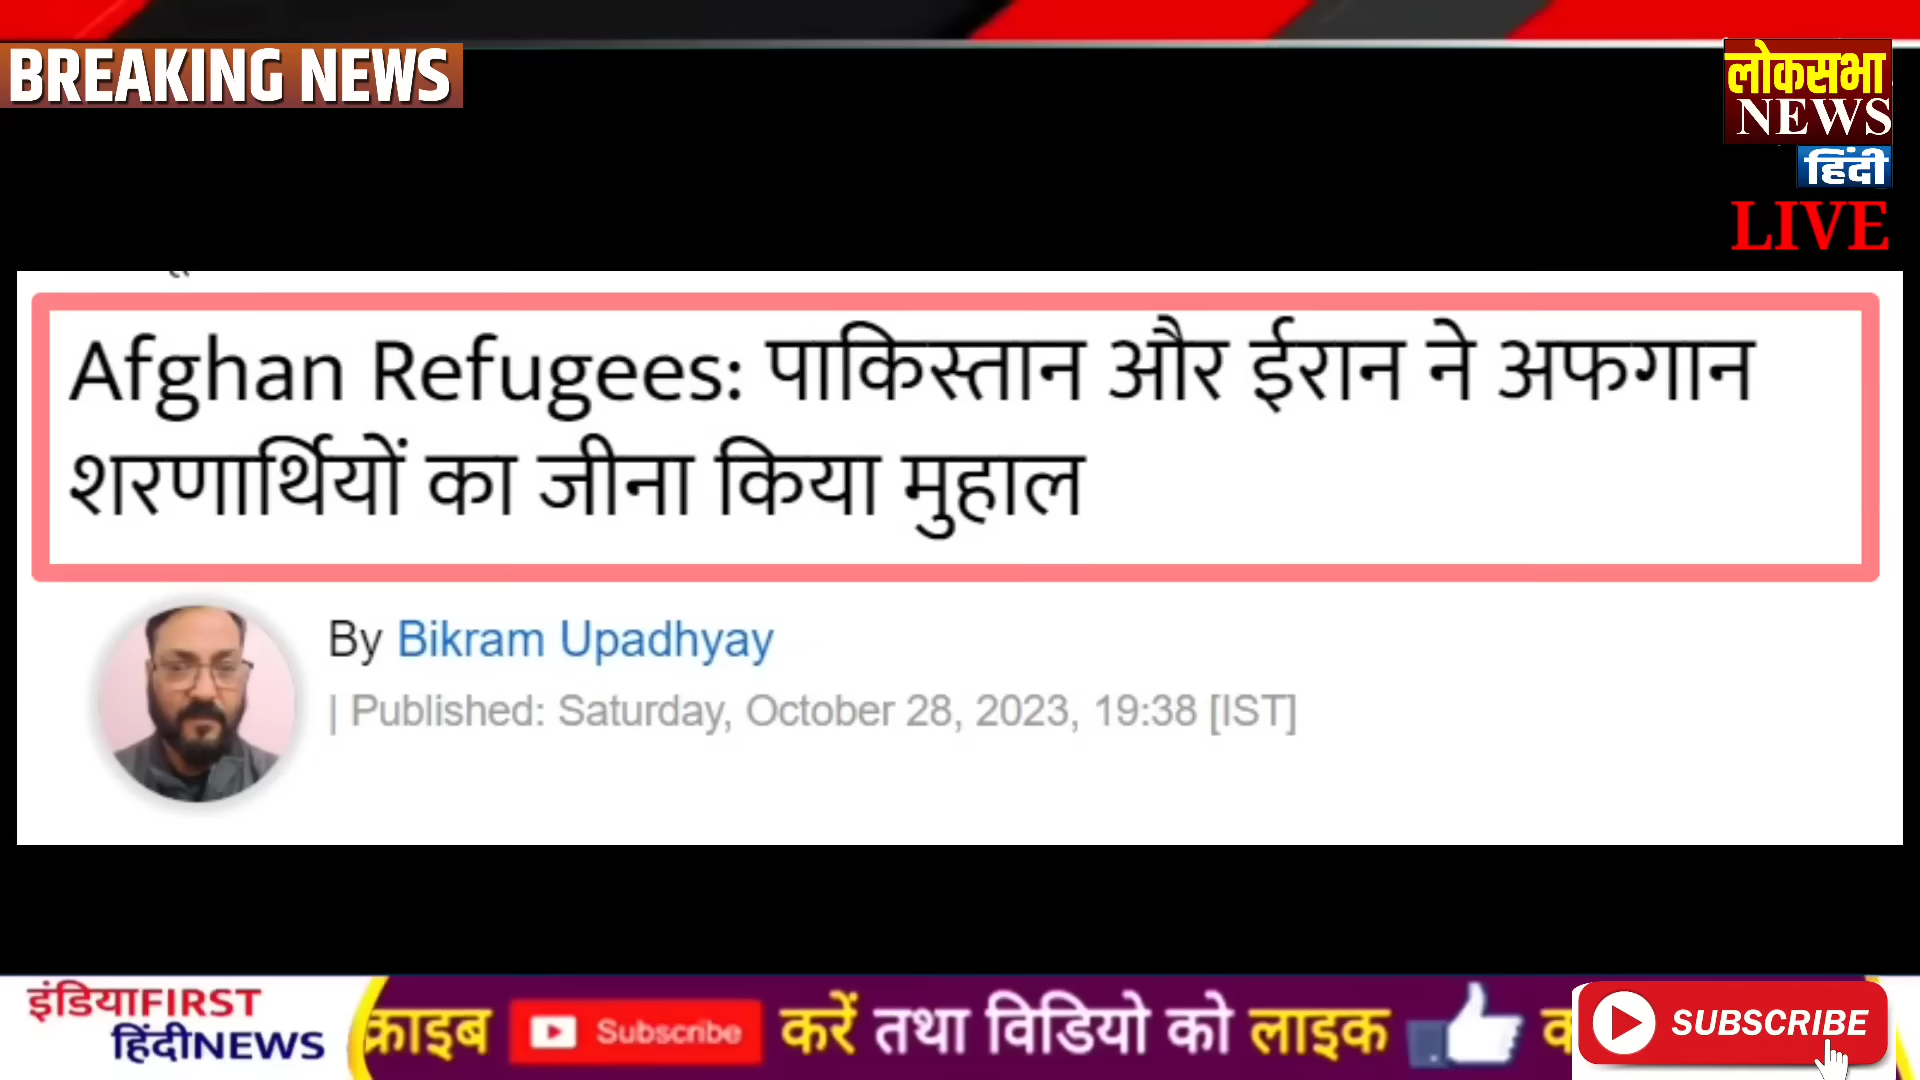 BREAKING NEWS
लोकसभा
NEWS
हिंदी
LIVE
Afghan Refugees: पाकिस्तान और ईरान ने अफगान
शरणार्थियों का जीना किया मुहाल
By Bikram Upadhyay
| Published: Saturday, October 28, 2023, 19:38 [IST]
इंडियाFIRST
हिंदीNEWS
क्राइब Subscribe करें तथा विडियो को लाइक
SUBSCRIBE